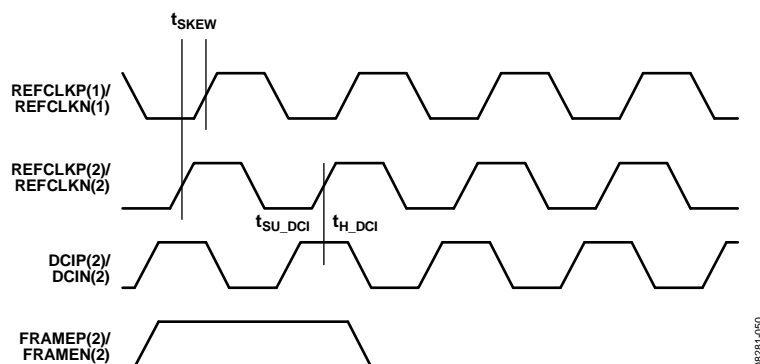 tSKEW
REFCLKP(1)/
REFCLKN(1)
REFCLKP(2)/
REFCLKN(2)
tSU_DCI
tH_DCI
DCIP(2)/
DCIN(2)
FRAMEP(2)/
FRAMEN(2)